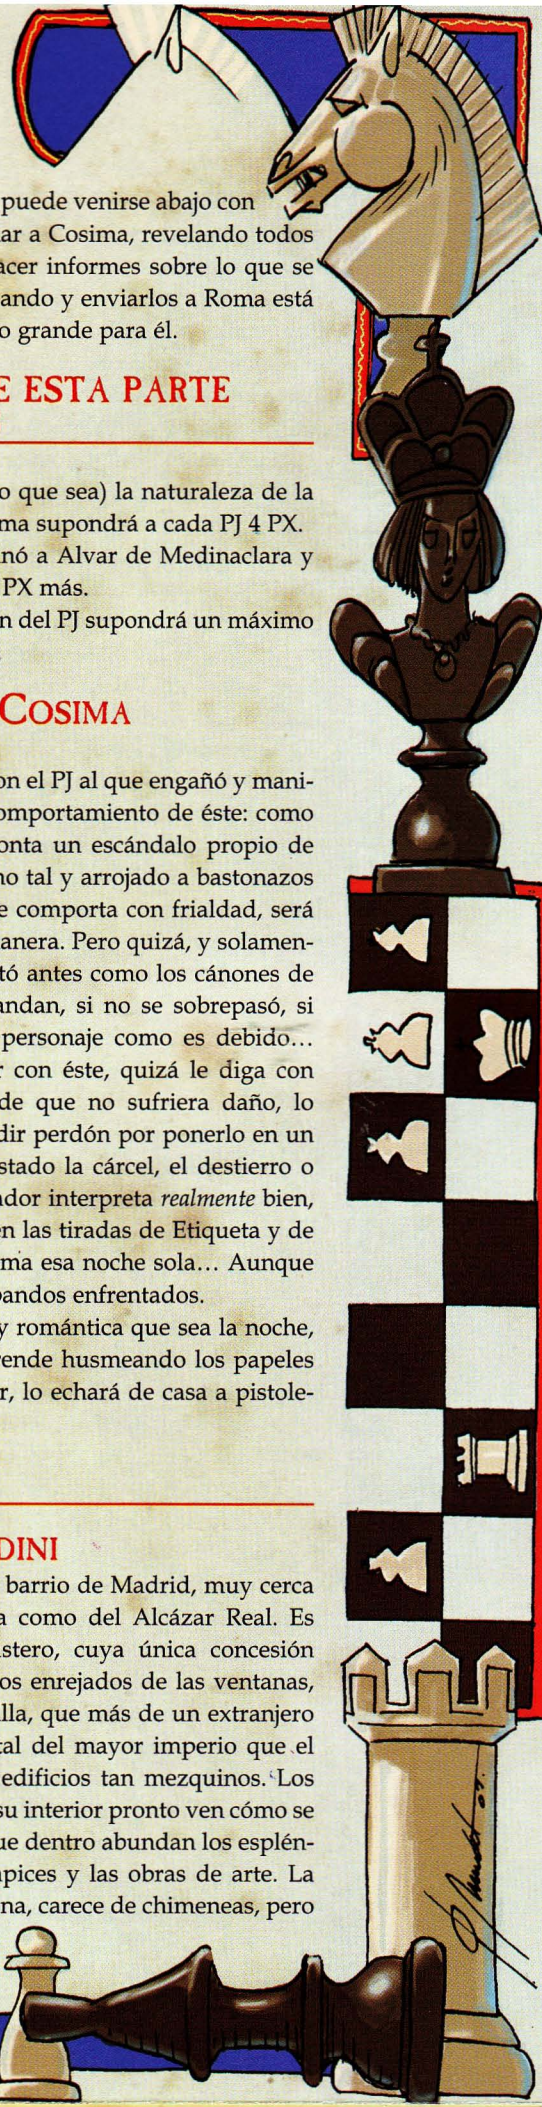 puede venirse abajo con
ar a Cosima, revelando todos
acer informes sobre lo que se
ando y enviarlos a Roma está
o grande para él.
E ESTA PARTE
o que sea) la naturaleza de la
ma supondrá a cada PJ 4 PX.
nó a Alvar de Medinaclara y
PX más.
n del PJ supondrá un máximo
COSIMA
on el PJ al que engañó y mani-
omportamiento de éste: como
onta un escándalo propio de
no tal y arrojado a bastonazos
e comporta con frialdad, será
anera. Pero quizá, y solamen-
tó antes como los cánones de
andan, si no se sobrepasó, si
personaje como es debido...
r con éste, quizá le diga con
de que no sufriera daño, lo
dir perdón por ponerlo en un
stado la cárcel, el destierro o
ador interpreta realmente bien,
en las tiradas de Etiqueta y de
ma esa noche sola... Aunque
bandos enfrentados.
y romántica que sea la noche,
rende husmeando los papeles
r, lo echará de casa a pistole-
DINI
barrio de Madrid, muy cerca
a como del Alcázar Real. Es
stero, cuya única concesión
os enrejados de las ventanas,
lla, que más de un extranjero
tal del mayor imperio que el
edificios tan mezquinos. Los
su interior pronto ven cómo se
ue dentro abundan los esplén-
pices y las obras de arte. La
na, carece de chimeneas, pero